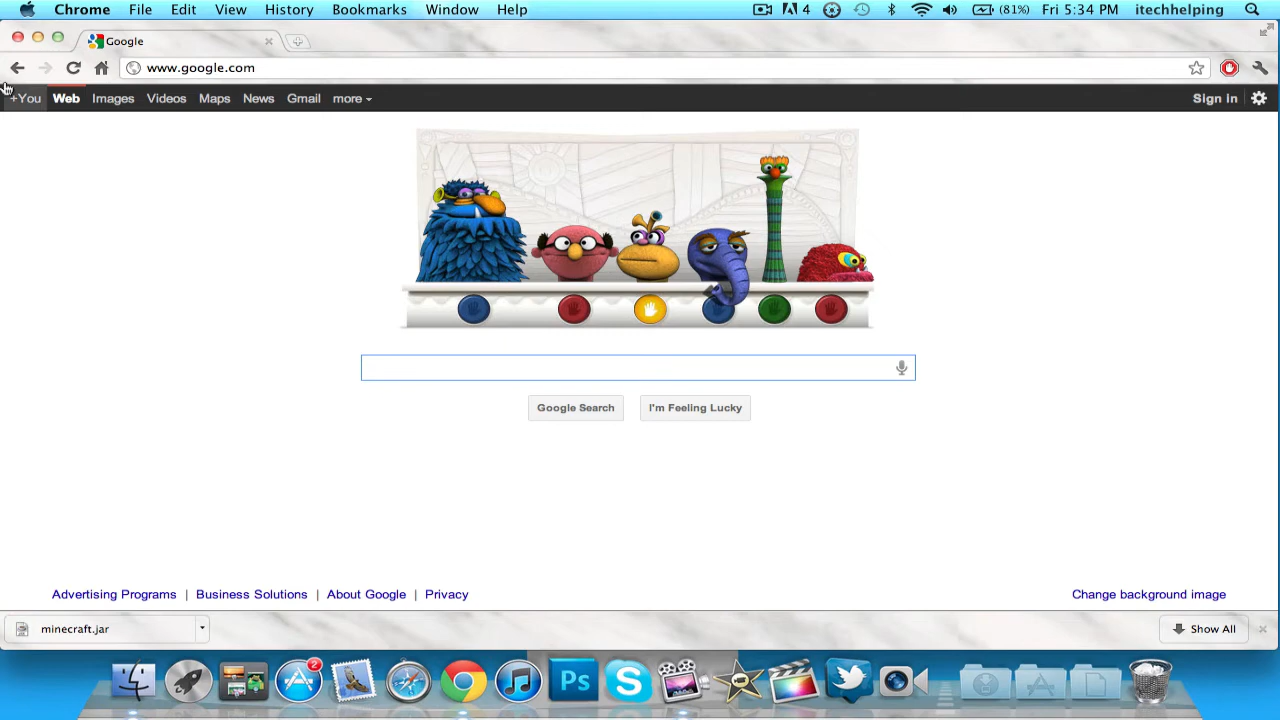 Chrome File Edit View History Bookmarks Window Help 4 (81%) Fri 5:34 PM itechhelping
Google
www.google.com
+You Web Images Videos Maps News Gmail more Sign in
Google Search I'm Feeling Lucky
Advertising Programs | Business Solutions | About Google | Privacy Change background image
minecraft.jar Show All
2
Ps